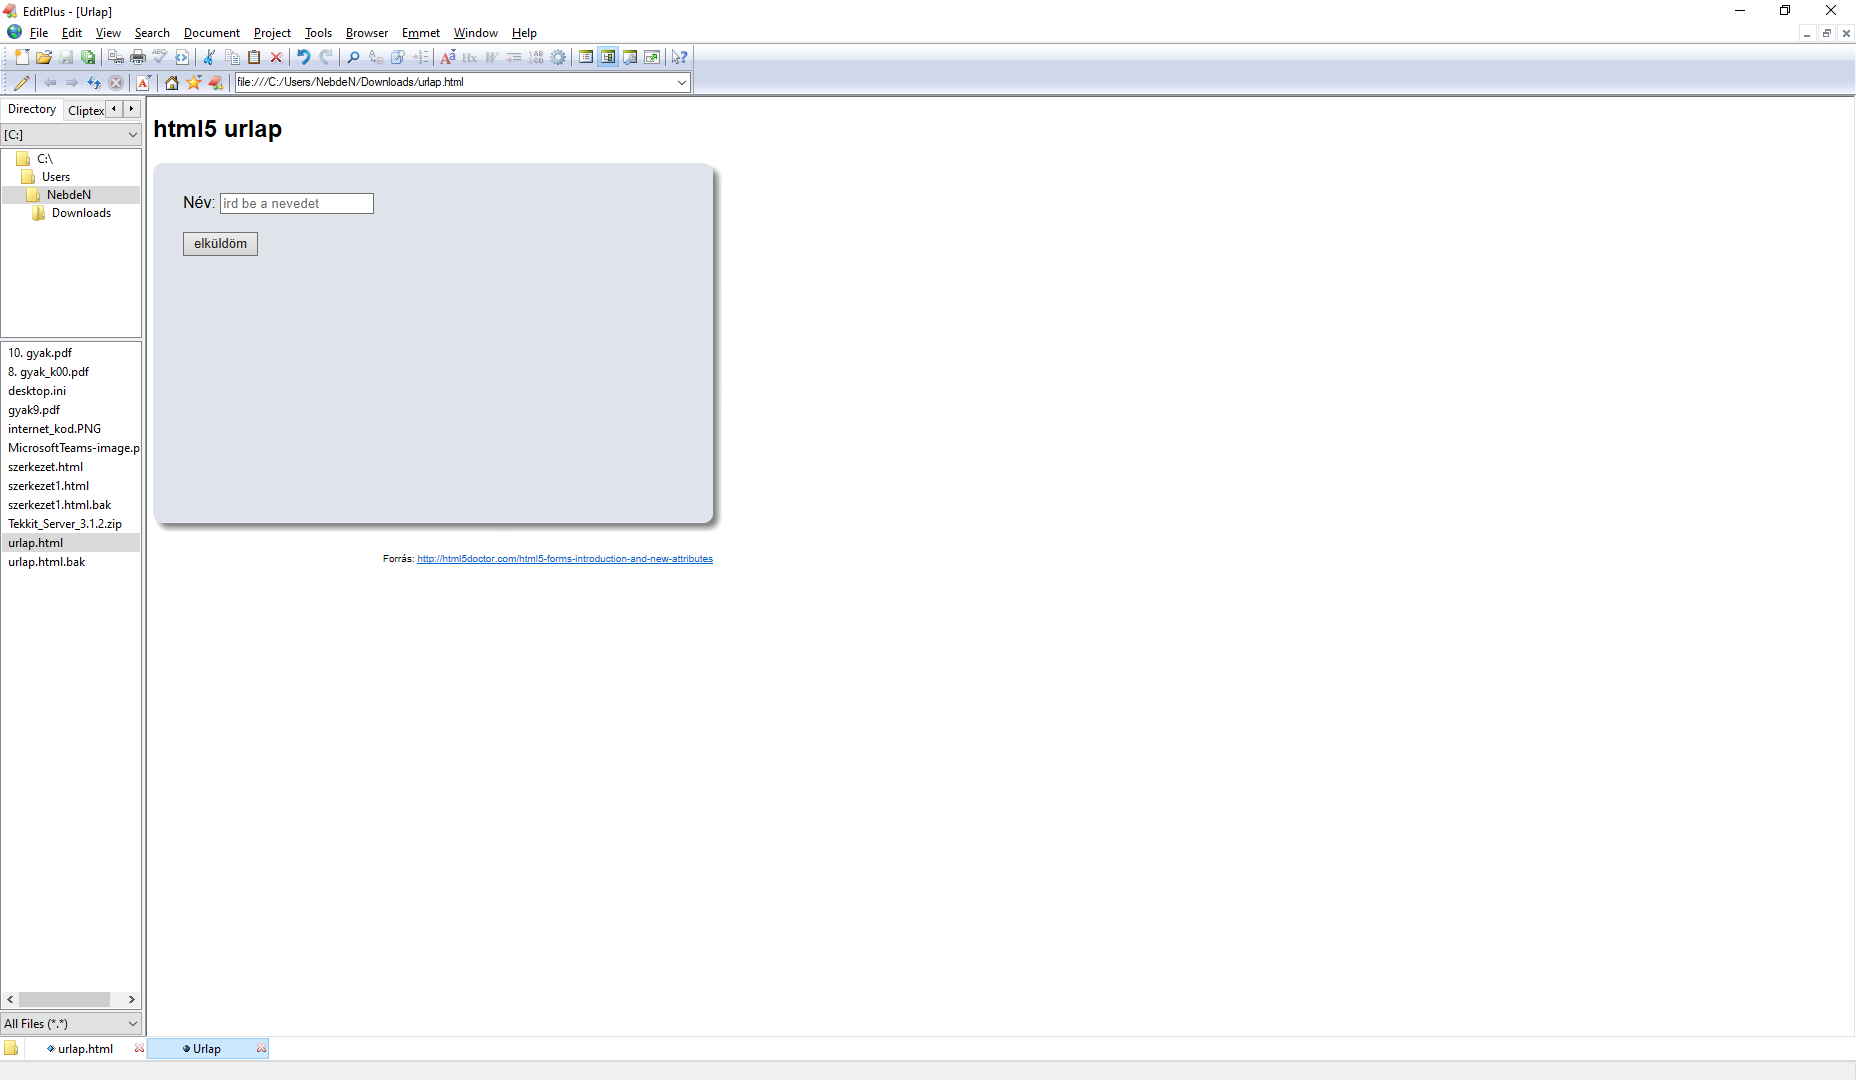 EditPlus - [Urlap]
File Edit View Search Document Project Tools Browser Emmet Window Help
file:///C:/Users/NebdeN/Downloads/urlap.html
Directory Cliptex
[C:]
C:\
Users
NebdeN
Downloads
10. gyak.pdf
8. gyak_k00.pdf
desktop.ini
gyak9.pdf
internet_kod.PNG
MicrosoftTeams-image.p
szerkezet.html
szerkezet1.html
szerkezet1.html.bak
Tekkit_Server_3.1.2.zip
urlap.html
urlap.html.bak
All Files (*.*)
html5 urlap
Név: ird be a nevedet
elküldöm
Forrás: http://html5doctor.com/html5-forms-introduction-and-new-attributes
urlap.html Urlap